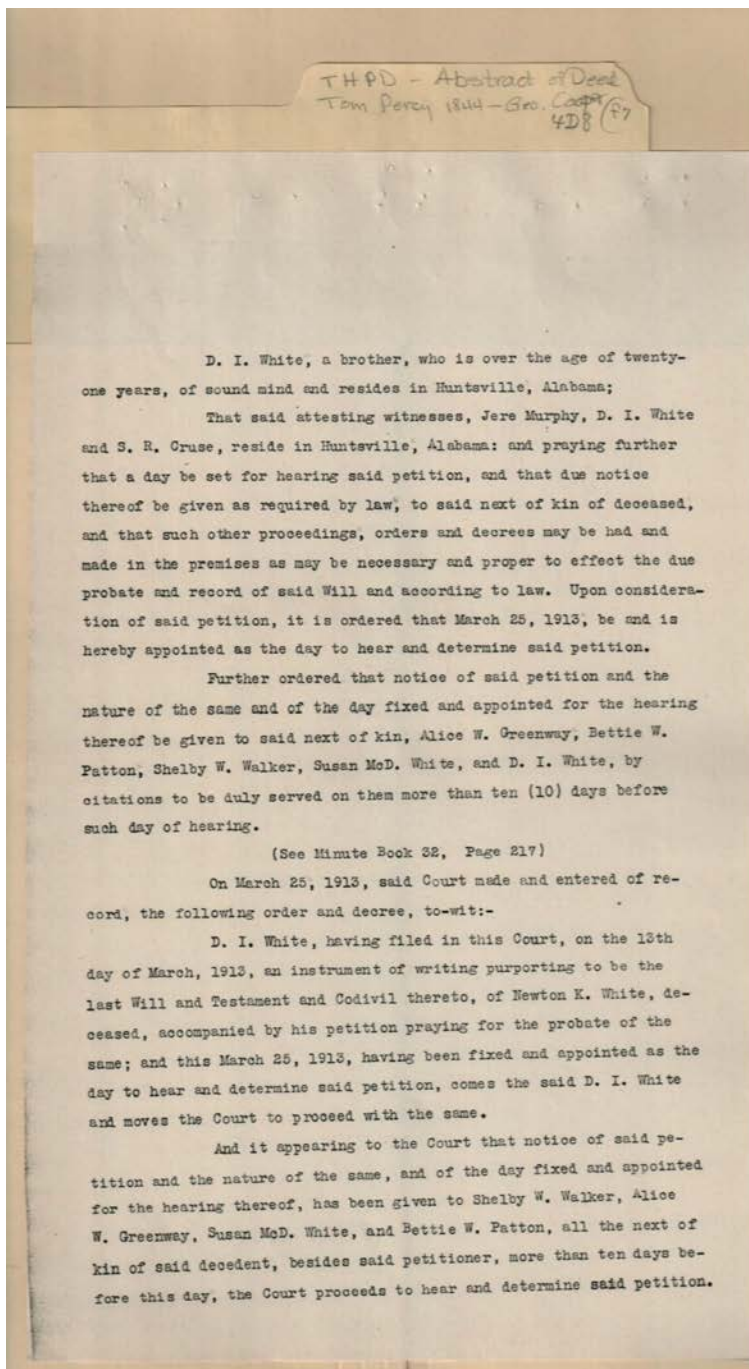 THPD - Abstract of Deed
Tom Percy 1844 - Geo.
4D8 (P7
D. I. White, a brother, who is over the age of twenty-
one years, of sound mind and resides in Huntsville, Alabama;
That said attesting witnesses, Jere Murphy, D. I. White
and S. R. Cruse, reside in Huntsville, Alabama: and praying further
that a day be set for hearing said petition, and that due notice
thereof be given as required by law, to said next of kin of deceased,
and that such other proceedings, orders and decrees may be had and
made in the premises as may be necessary and proper to effect the due
probate and record of said Will and according to law. Upon considera-
tion of said petition, it is ordered that March 25, 1913, be and is
hereby appointed as the day to hear and determine said petition.
Further ordered that notice of said petition and the
nature of the same and of the day fixed and appointed for the hearing
thereof be given to said next of kin, Alice W. Greenway, Bettie W.
Patton, Shelby W. Walker, Susan McD. White, and D. I. White, by
citations to be duly served on them more than ten (10) days before
such day of hearing.
(See Minute Book 32, Page 217)
On March 25, 1913, said Court made and entered of re-
cord, the following order and decree, to-wit:-
D. I. White, having filed in this Court, on the 13th
day of March, 1913, an instrument of writing purporting to be the
last Will and Testament and Codivil thereto, of Newton K. White, de-
ceased, accompanied by his petition praying for the probate of the
same; and this March 25, 1913, having been fixed and appointed as the
day to hear and determine said petition, comes the said D. I. White
and moves the Court to proceed with the same.
And it appearing to the Court that notice of said pe-
tition and the nature of the same, and of the day fixed and appointed
for the hearing thereof, has been given to Shelby W. Walker, Alice
W. Greenway, Susan McD. White, and Bettie W. Patton, all the next of
kin of said decedent, besides said petitioner, more than ten days be-
fore this day, the Court proceeds to hear and determine said petition.